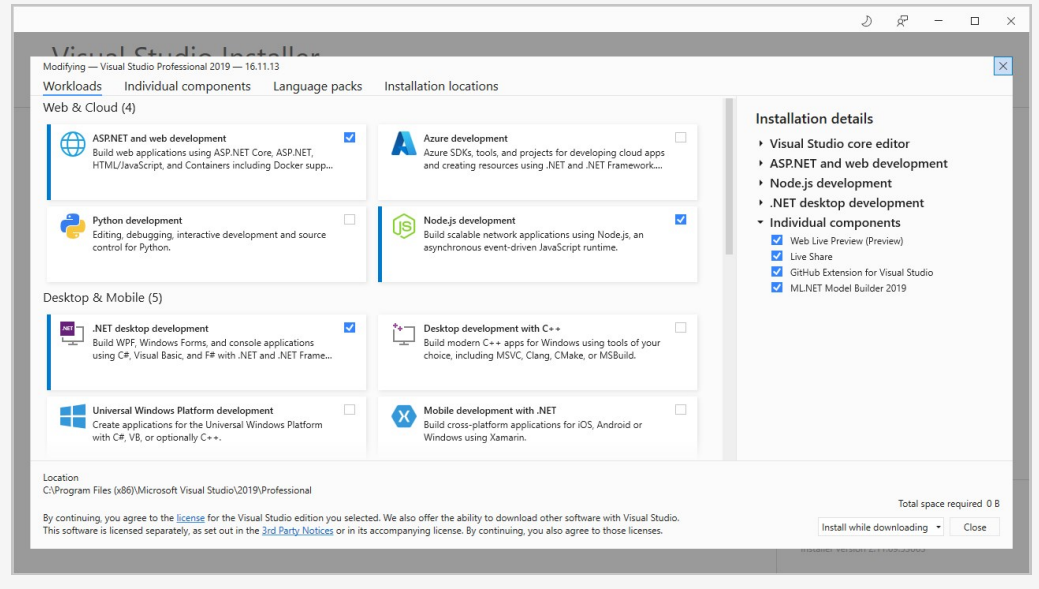 Visual Studio Installer
Modifying — Visual Studio Professional 2019 — 16.11.13
Workloads Individual components Language packs Installation locations
Web & Cloud (4)
ASP.NET and web development
Build web applications using ASP.NET Core, ASP.NET,
HTML/JavaScript, and Containers including Docker supp...
Azure development
Azure SDKs, tools, and projects for developing cloud apps
and creating resources using .NET and .NET Framework....
Python development
Editing, debugging, interactive development and source
control for Python.
Node.js development
Build scalable network applications using Node.js, an
asynchronous event-driven JavaScript runtime.
Desktop & Mobile (5)
.NET desktop development
Build WPF, Windows Forms, and console applications
using C#, Visual Basic, and F# with .NET and .NET Frame...
Desktop development with C++
Build modern C++ apps for Windows using tools of your
choice, including MSVC, Clang, CMake, or MSBuild.
Universal Windows Platform development
Create applications for the Universal Windows Platform
with C#, VB, or optionally C++.
Mobile development with .NET
Build cross-platform applications for iOS, Android or
Windows using Xamarin.
Installation details
Visual Studio core editor
ASP.NET and web development
Node.js development
.NET desktop development
Individual components
Web Live Preview (Preview)
Live Share
GitHub Extension for Visual Studio
ML.NET Model Builder 2019
Location
C:\Program Files (x86)\Microsoft Visual Studio\2019\Professional
By continuing, you agree to the license for the Visual Studio edition you selected. We also offer the ability to download other software with Visual Studio.
This software is licensed separately, as set out in the 3rd Party Notices or in its accompanying license. By continuing, you also agree to those licenses.
Total space required 0 B
Install while downloading Close